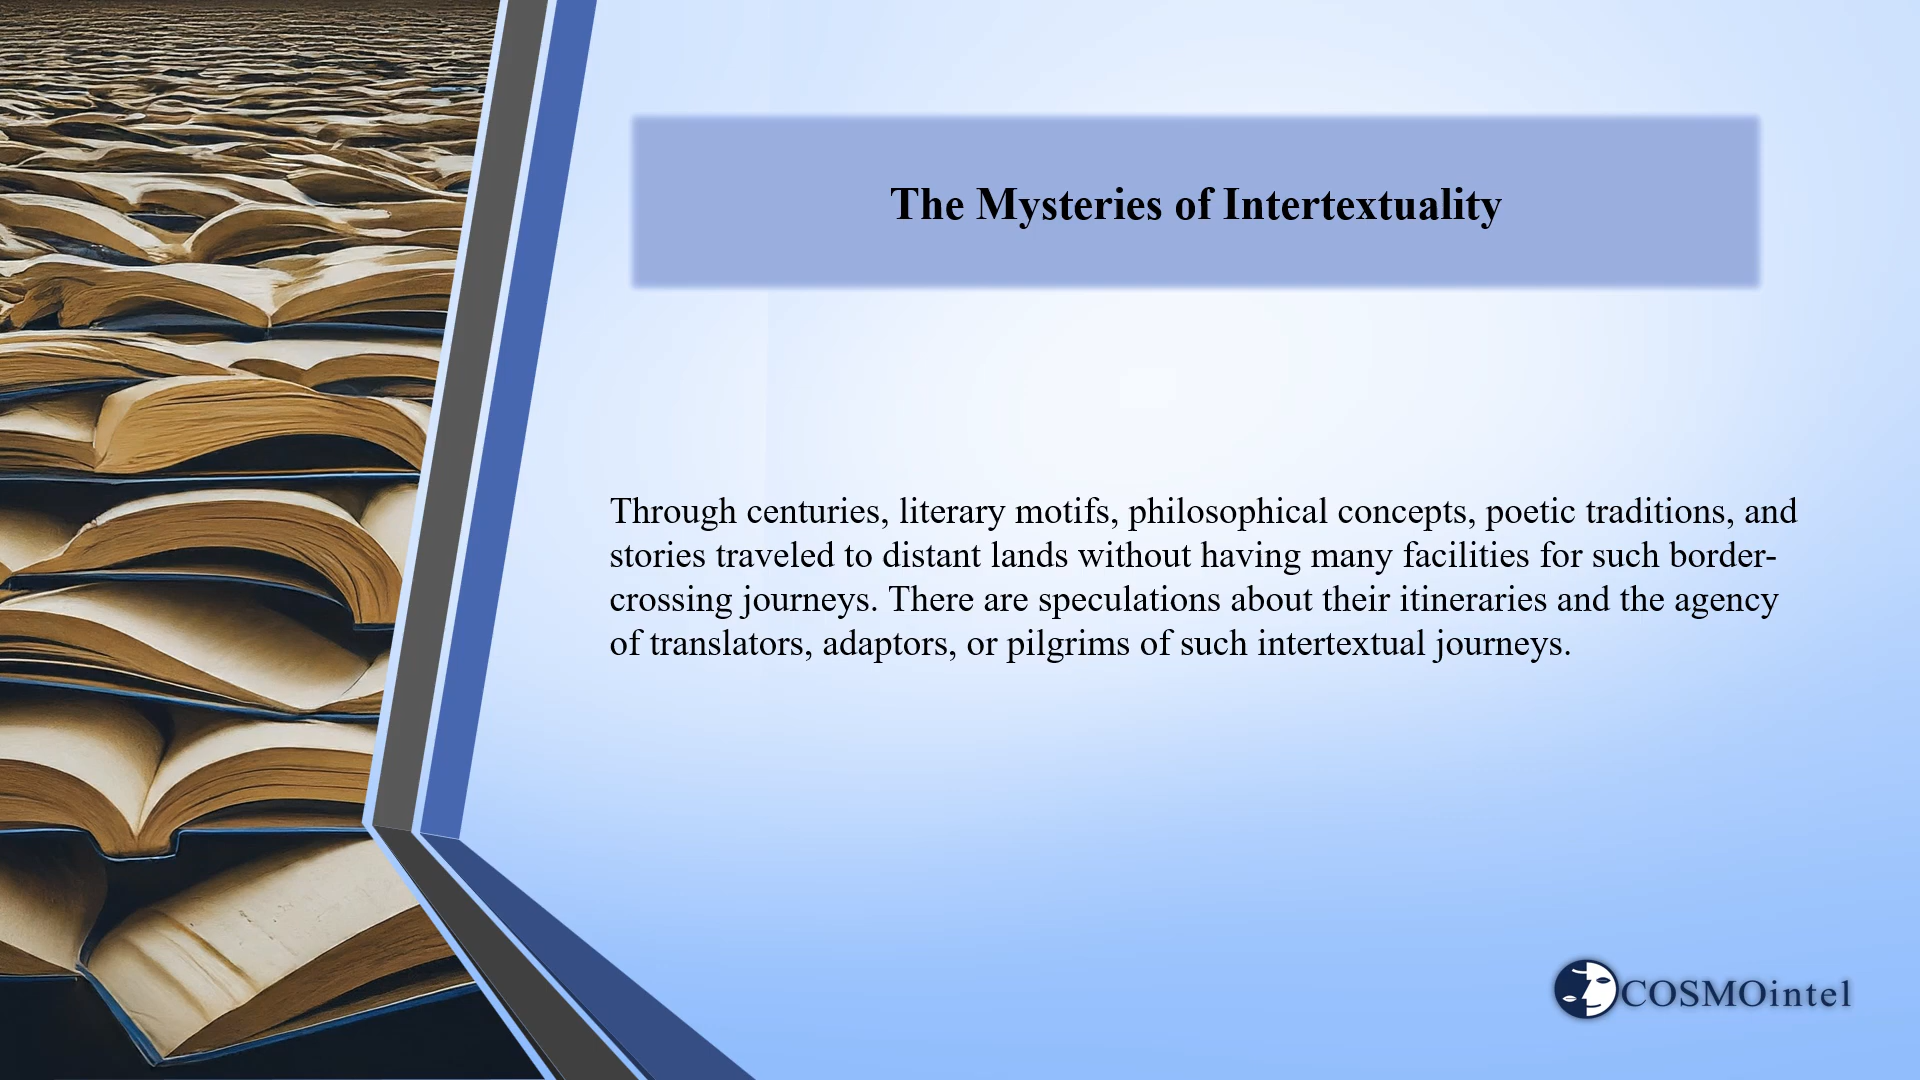 The Mysteries of Intertextuality
Through centuries, literary motifs, philosophical concepts, poetic traditions, and
stories traveled to distant lands without having many facilities for such border-
crossing journeys. There are speculations about their itineraries and the agency
of translators, adaptors, or pilgrims of such intertextual journeys.
COSMOintel